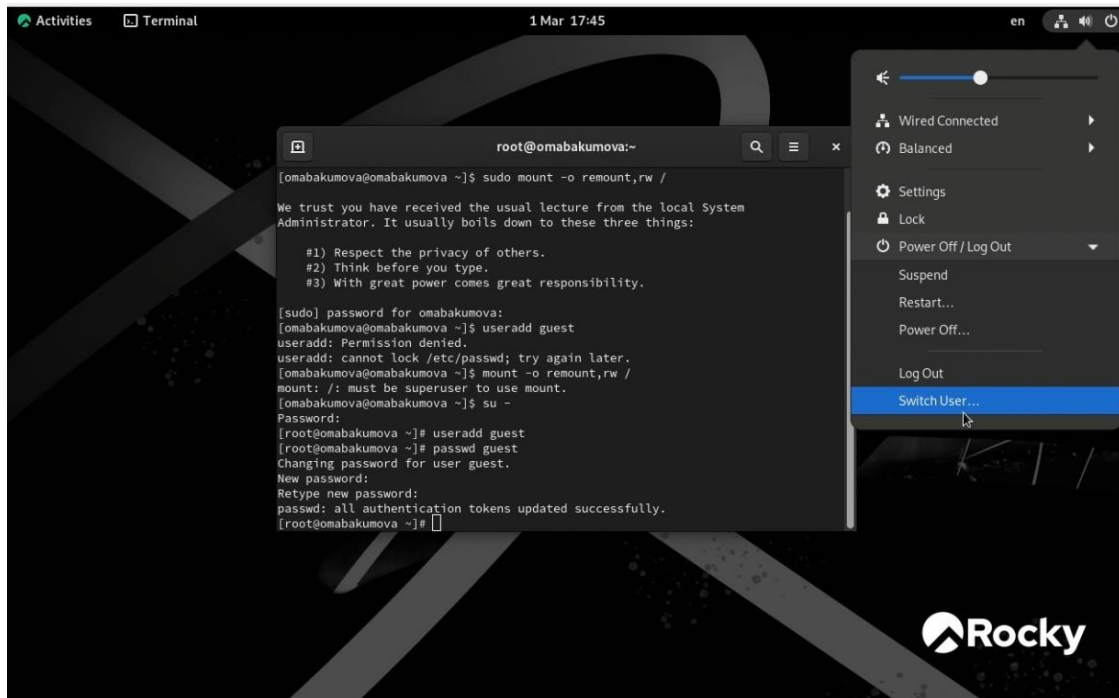 Activities Terminal 1 Mar 17:45 en
root@omabakumova:~
[omabakumova@omabakumova ~]$ sudo mount -o remount,rw /
We trust you have received the usual lecture from the local System
Administrator. It usually boils down to these three things:
#1) Respect the privacy of others.
#2) Think before you type.
#3) With great power comes great responsibility.
[sudo] password for omabakumova:
[omabakumova@omabakumova ~]$ useradd guest
useradd: Permission denied.
useradd: cannot lock /etc/passwd; try again later.
[omabakumova@omabakumova ~]$ mount -o remount,rw /
mount: /: must be superuser to use mount.
[omabakumova@omabakumova ~]$ su -
Password:
[root@omabakumova ~]# useradd guest
[root@omabakumova ~]# passwd guest
Changing password for user guest.
New password:
Retype new password:
passwd: all authentication tokens updated successfully.
[root@omabakumova ~]#
Wired Connected
Balanced
Settings
Lock
Power Off / Log Out
Suspend
Restart...
Power Off...
Log Out
Switch User...
Rocky